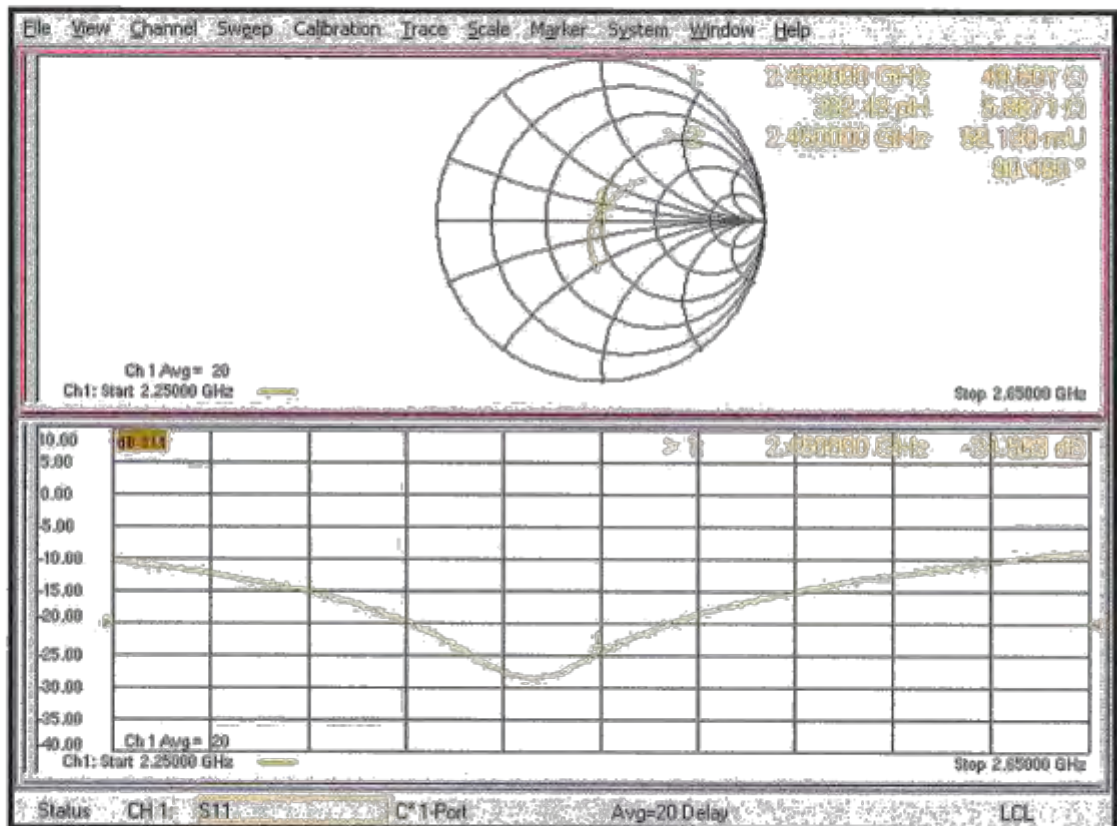 File View Channel Sweep Calibration Trace Scale Marker System Window Help
Ch 1 Avg = 20
Ch1: Start 2.25000 GHz
Stop 2.65000 GHz
10.00
5.00
0.00
-5.00
-10.00
-15.00
-20.00
-25.00
-30.00
-35.00
-40.00
Ch 1 Avg = 20
Ch1: Start 2.25000 GHz
Stop 2.65000 GHz
Status CH 1: S11 C* 1-Port Avg=20 Delay LCL